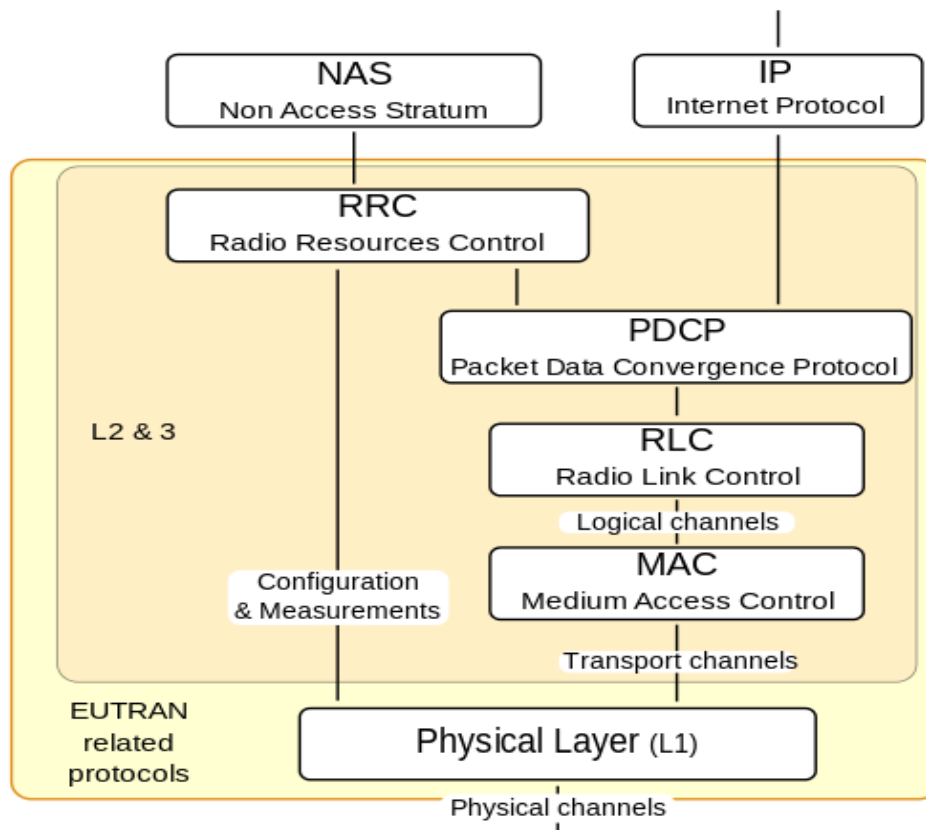 NAS
Non Access Stratum
IP
Internet Protocol
RRC
Radio Resources Control
PDCP
Packet Data Convergence Protocol
L2 & 3
RLC
Radio Link Control
Logical channels
MAC
Medium Access Control
Configuration
& Measurements
Transport channels
EUTRAN
related
protocols
Physical Layer (L1)
Physical channels